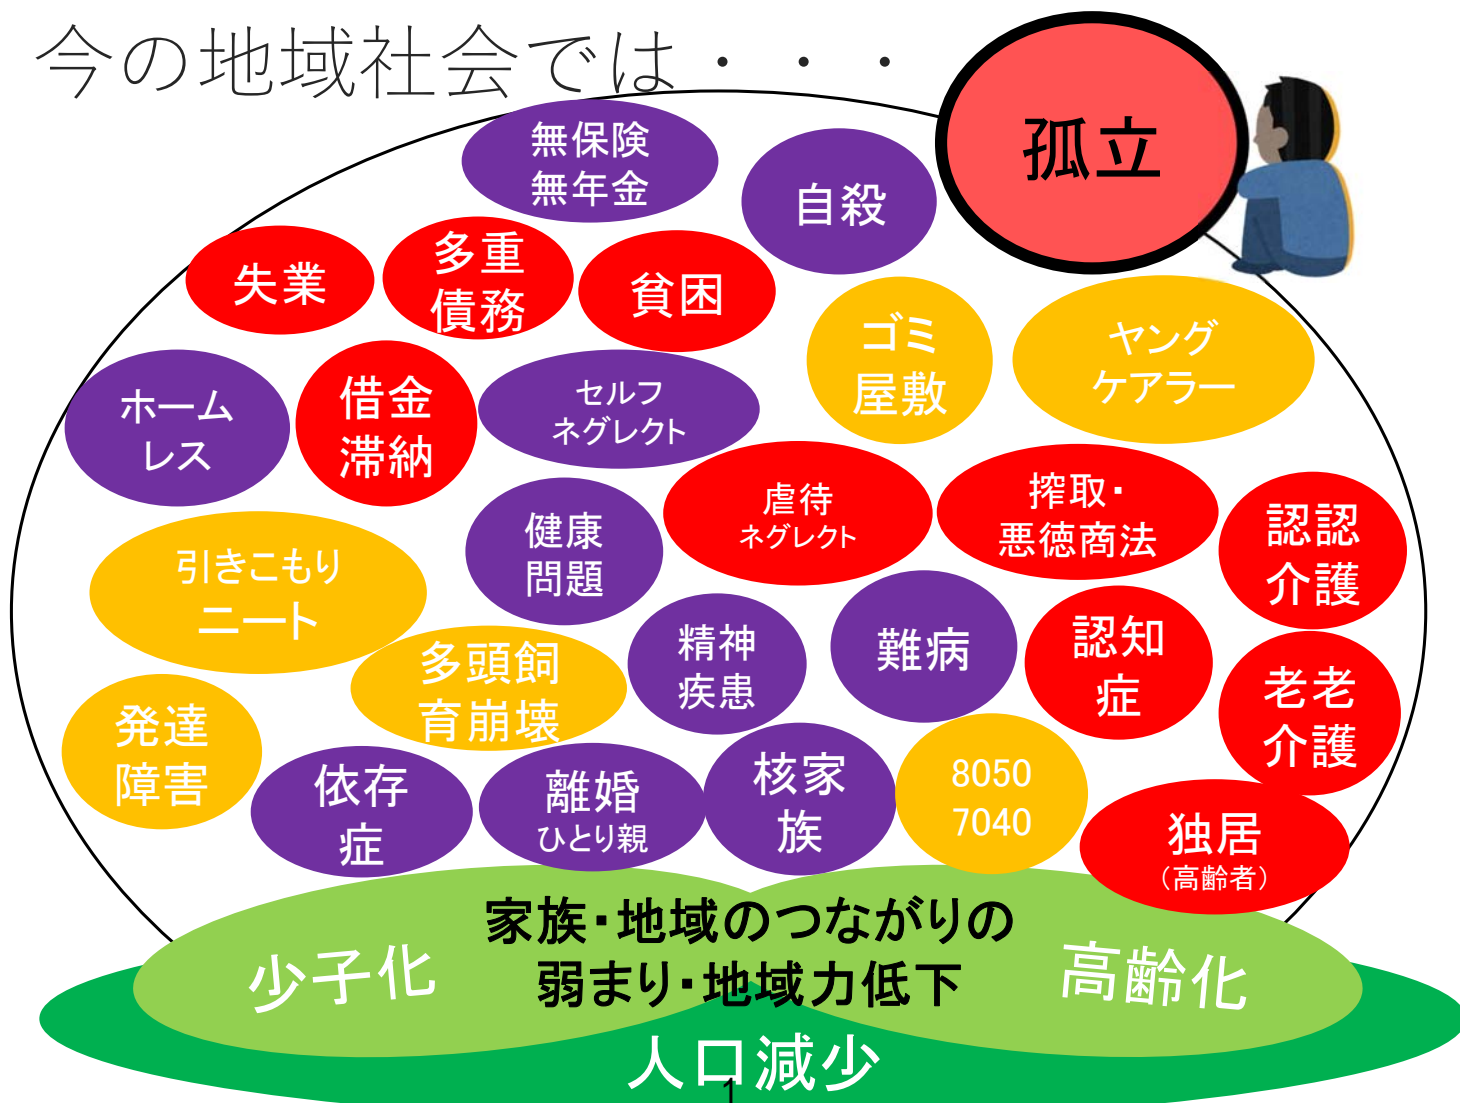 今の地域社会では・・・
孤立
無保険
無年金
自殺
失業
多重
債務
貧困
ゴミ
屋敷
ヤング
ケアラー
ホーム
レス
借金
滞納
セルフ
ネグレクト
虐待
ネグレクト
搾取・
悪徳商法
認認
介護
引きこもり
ニート
健康
問題
精神
疾患
難病
認知
症
老老
介護
多頭飼
育崩壊
発達
障害
依存
症
離婚
ひとり親
核家
族
8050
7040
独居
（高齢者）
家族・地域のつながりの
弱まり・地域力低下
少子化
高齢化
人口減少
1